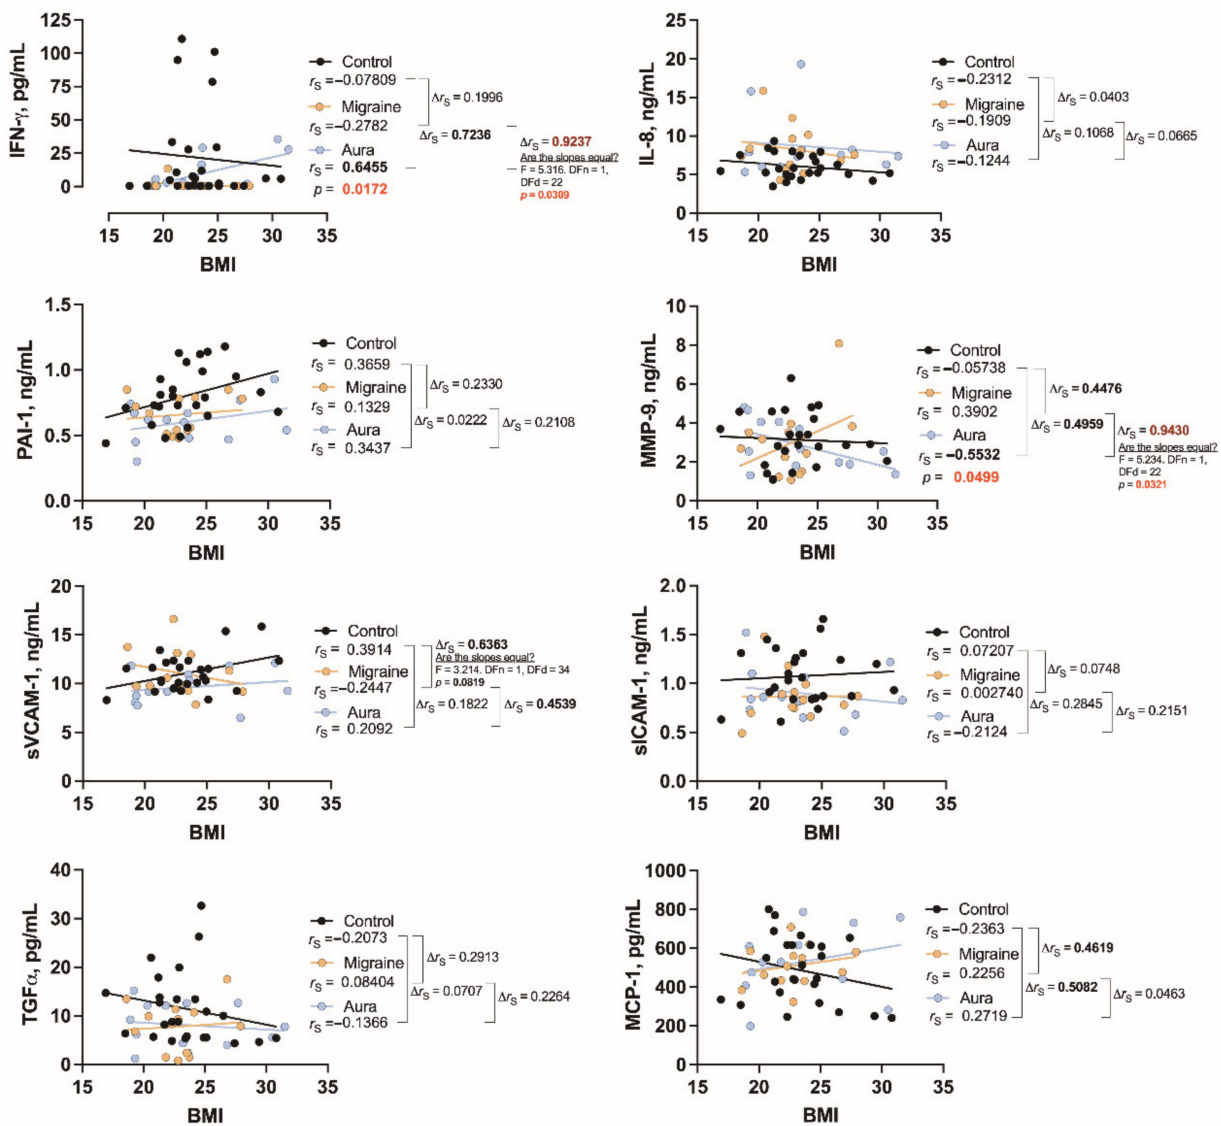 IFN-γ, pg/mL
125
100
75
50
25
0
15
20
25
30
35
BMI
Control
rS =−0.07809
Migraine
rS =−0.2782
Aura
rS = 0.6455
p = 0.0172
ΔrS = 0.1996
ΔrS = 0.7236
ΔrS = 0.9237
Are the slopes equal?
F = 5.316. DFn = 1,
DFd = 22
p = 0.0309
IL-8, ng/mL
25
20
15
10
5
0
15
20
25
30
35
BMI
Control
rS =−0.2312
Migraine
rS =−0.1909
Aura
rS =−0.1244
ΔrS = 0.0403
ΔrS = 0.1068
ΔrS = 0.0665
PAI-1, ng/mL
1.5
1.0
0.5
0.0
15
20
25
30
35
BMI
Control
rS = 0.3659
Migraine
rS = 0.1329
Aura
rS = 0.3437
ΔrS = 0.2330
ΔrS = 0.0222
ΔrS = 0.2108
MMP-9, ng/mL
10
8
6
4
2
0
15
20
25
30
35
BMI
Control
rS =−0.05738
Migraine
rS = 0.3902
Aura
rS =−0.5532
p = 0.0499
ΔrS = 0.4476
ΔrS = 0.4959
ΔrS = 0.9430
Are the slopes equal?
F = 5.234. DFn = 1,
DFd = 22
p = 0.0321
sVCAM-1, ng/mL
20
15
10
5
0
15
20
25
30
35
BMI
Control
rS = 0.3914
Migraine
rS =−0.2447
Aura
rS = 0.2092
ΔrS = 0.6363
Are the slopes equal?
F = 3.214. DFn = 1, DFd = 34
p = 0.0819
ΔrS = 0.1822
ΔrS = 0.4539
sICAM-1, ng/mL
2.0
1.5
1.0
0.5
0.0
15
20
25
30
35
BMI
Control
rS = 0.07207
Migraine
rS = 0.002740
Aura
rS =−0.2124
ΔrS = 0.0748
ΔrS = 0.2845
ΔrS = 0.2151
TGFα, pg/mL
40
30
20
10
0
15
20
25
30
35
BMI
Control
rS =−0.2073
Migraine
rS = 0.08404
Aura
rS =−0.1366
ΔrS = 0.2913
ΔrS = 0.0707
ΔrS = 0.2264
MCP-1, pg/mL
1000
800
600
400
200
0
15
20
25
30
35
BMI
Control
rS =−0.2363
Migraine
rS = 0.2256
Aura
rS = 0.2719
ΔrS = 0.4619
ΔrS = 0.5082
ΔrS = 0.0463